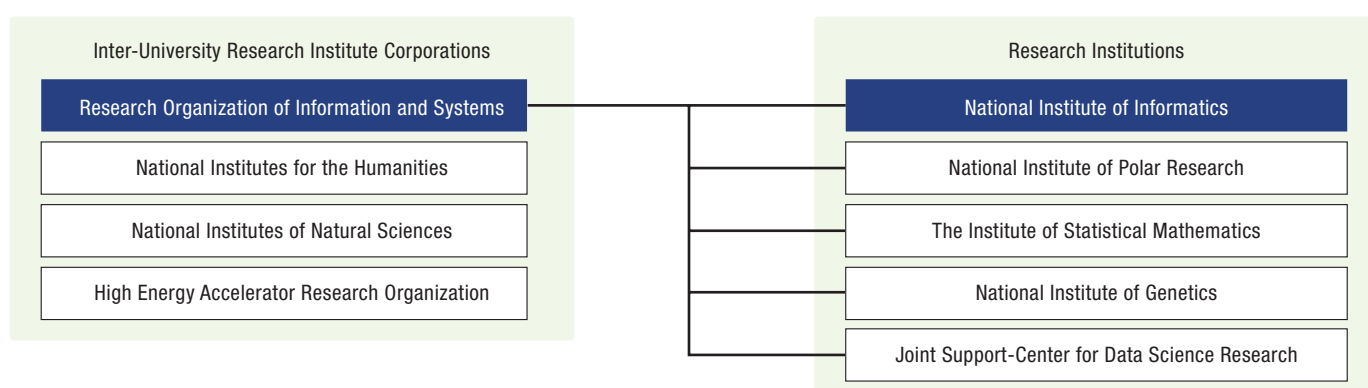 Inter-University Research Institute Corporations
Research Organization of Information and Systems
National Institutes for the Humanities
National Institutes of Natural Sciences
High Energy Accelerator Research Organization
Research Institutions
National Institute of Informatics
National Institute of Polar Research
The Institute of Statistical Mathematics
National Institute of Genetics
Joint Support-Center for Data Science Research